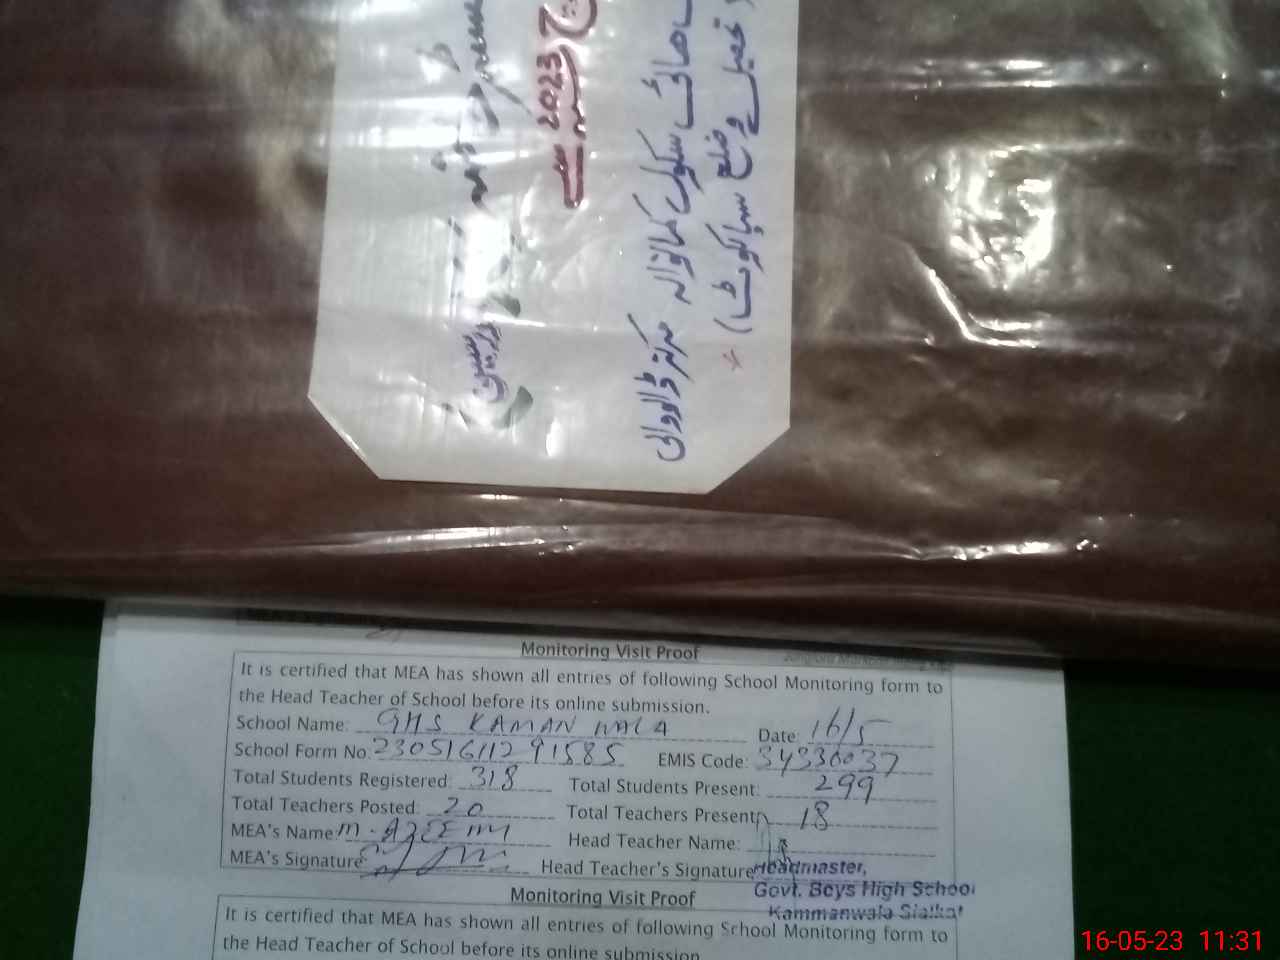 2023
ہائی سکول کمانوالہ مرکز ڈالووالی
تحصیل و ضلع سیالکوٹ )
Monitoring Visit Proof
It is certified that MEA has shown all entries of following School Monitoring form to
the Head Teacher of School before its online submission.
School Name: GHS KAMAN WALA Date: 16/5
School Form No: 23051611291585 EMIS Code: 34330037
Total Students Registered: 318 Total Students Present: 299
Total Teachers Posted: 20 Total Teachers Present: 18
MEA's Name: M. AZEEM Head Teacher Name:
MEA's Signature: Head Teacher's Signature
Headmaster,
Govt. Boys High School
Kammanwala Sialkot
Monitoring Visit Proof
It is certified that MEA has shown all entries of following School Monitoring form to
the Head Teacher of School before its online submission.
16-05-23 11:31